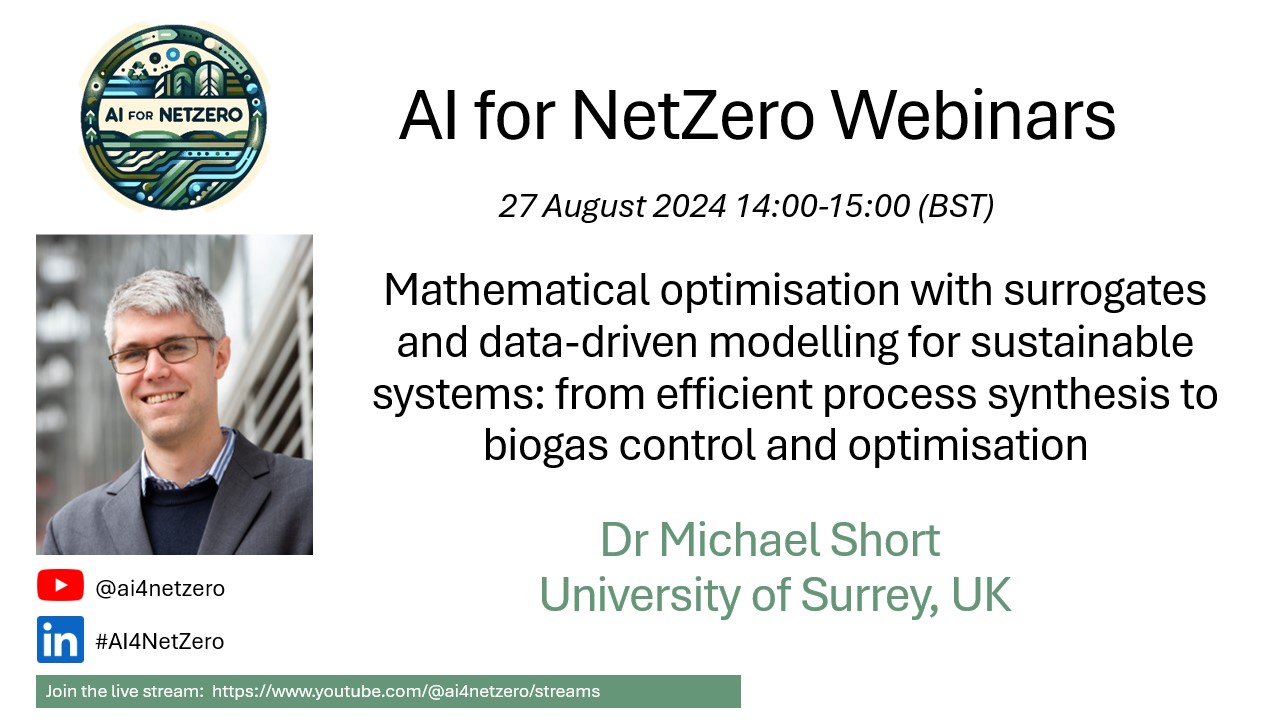 AI FOR NETZERO
AI for NetZero Webinars
27 August 2024 14:00-15:00 (BST)
Mathematical optimisation with surrogates
and data-driven modelling for sustainable
systems: from efficient process synthesis to
biogas control and optimisation
Dr Michael Short
University of Surrey, UK
@ai4netzero
in
#AI4NetZero
Join the live stream: https://www.youtube.com/@ai4netzero/streams